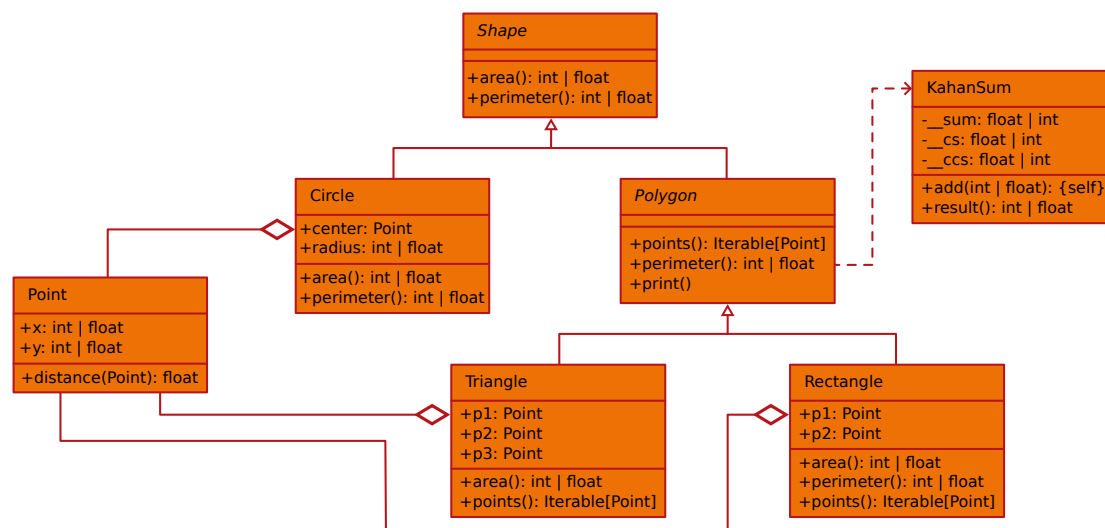 Shape
+area(): int | float
+perimeter(): int | float
KahanSum
-__sum: float | int
-__cs: float | int
-__ccs: float | int
+add(int | float): {self}
+result(): int | float
Circle
+center: Point
+radius: int | float
+area(): int | float
+perimeter(): int | float
Polygon
+points(): Iterable[Point]
+perimeter(): int | float
+print()
Point
+x: int | float
+y: int | float
+distance(Point): float
Triangle
+p1: Point
+p2: Point
+p3: Point
+area(): int | float
+points(): Iterable[Point]
Rectangle
+p1: Point
+p2: Point
+area(): int | float
+perimeter(): int | float
+points(): Iterable[Point]